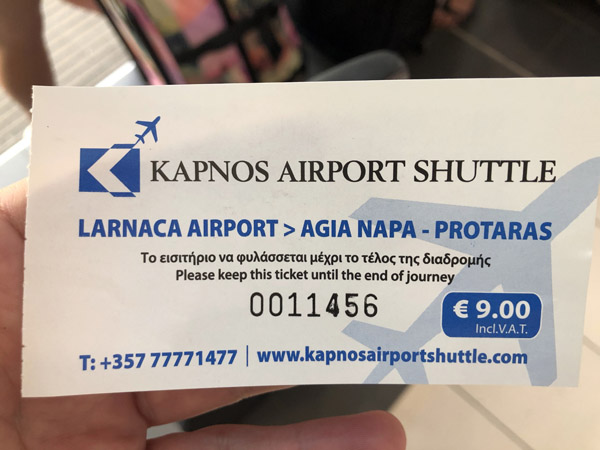 KAPNOS AIRPORT SHUTTLE
LARNACA AIRPORT > AGIA NAPA - PROTARAS
Το εισιτήριο να φυλάσσεται μέχρι το τέλος της διαδρομής
Please keep this ticket until the end of journey
0011456
€ 9.00
Incl.V.A.T.
T: +357 77771477 | www.kapnosairportshuttle.com